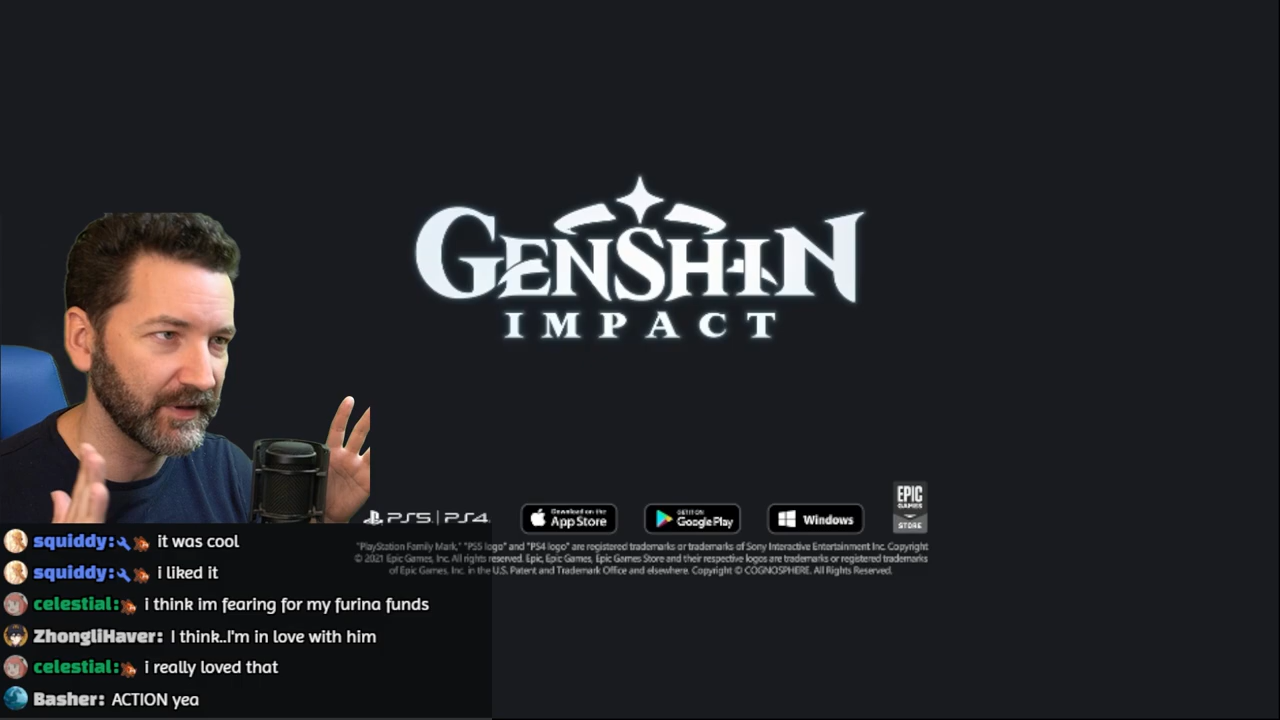 GENSHIN
IMPACT
PS5 | PS4
Download on the
App Store
GET IT ON
Google Play
Windows
EPIC
GAMES
STORE
"PlayStation Family Mark," "PS5 logo" and "PS4 logo" are registered trademarks or trademarks of Sony Interactive Entertainment Inc. Copyright
© 2021 Epic Games, Inc. All rights reserved. Epic, Epic Games, Epic Games Store and their respective logos are trademarks or registered trademarks
of Epic Games, Inc. in the U.S. Patent and Trademark Office and elsewhere. Copyright © COGNOSPHERE. All Rights Reserved.
squiddy: it was cool
squiddy: i liked it
celestial: i think im fearing for my furina funds
ZhongliHaver: I think..I'm in love with him
celestial: i really loved that
Basher: ACTION yea